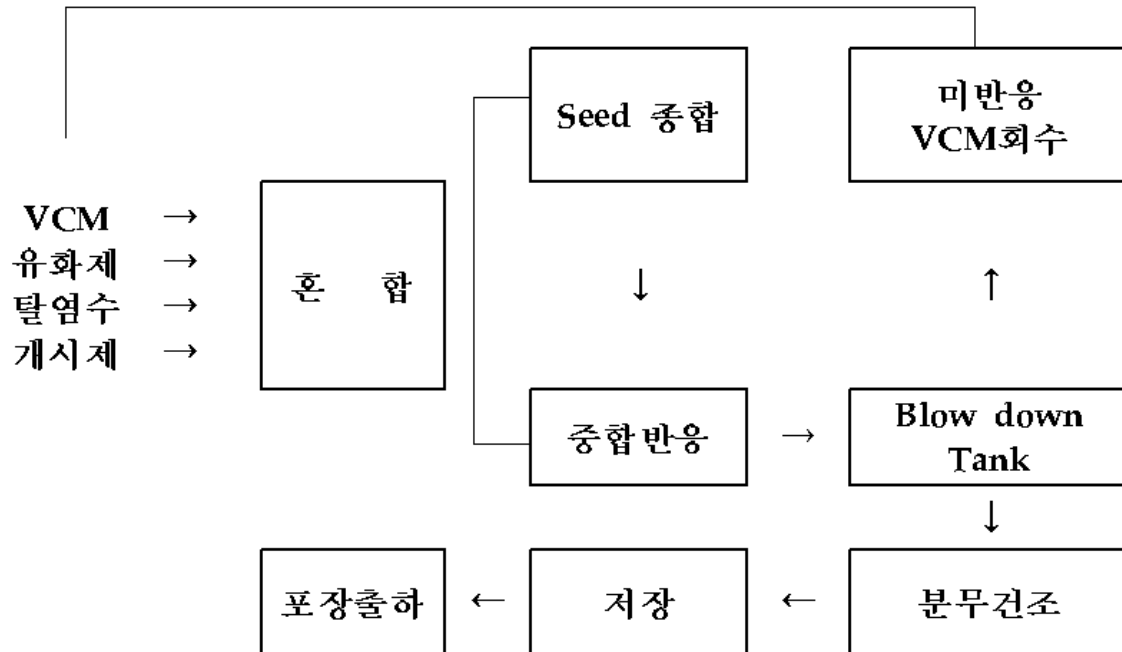 Seed 종합
미반응
VCM회수
VCM →
유화제 →
탈염수 →
개시제 →
혼 합
↓
↑
중합반응 →
Blow down
Tank
↓
포장출하 ←
저장 ←
분무건조